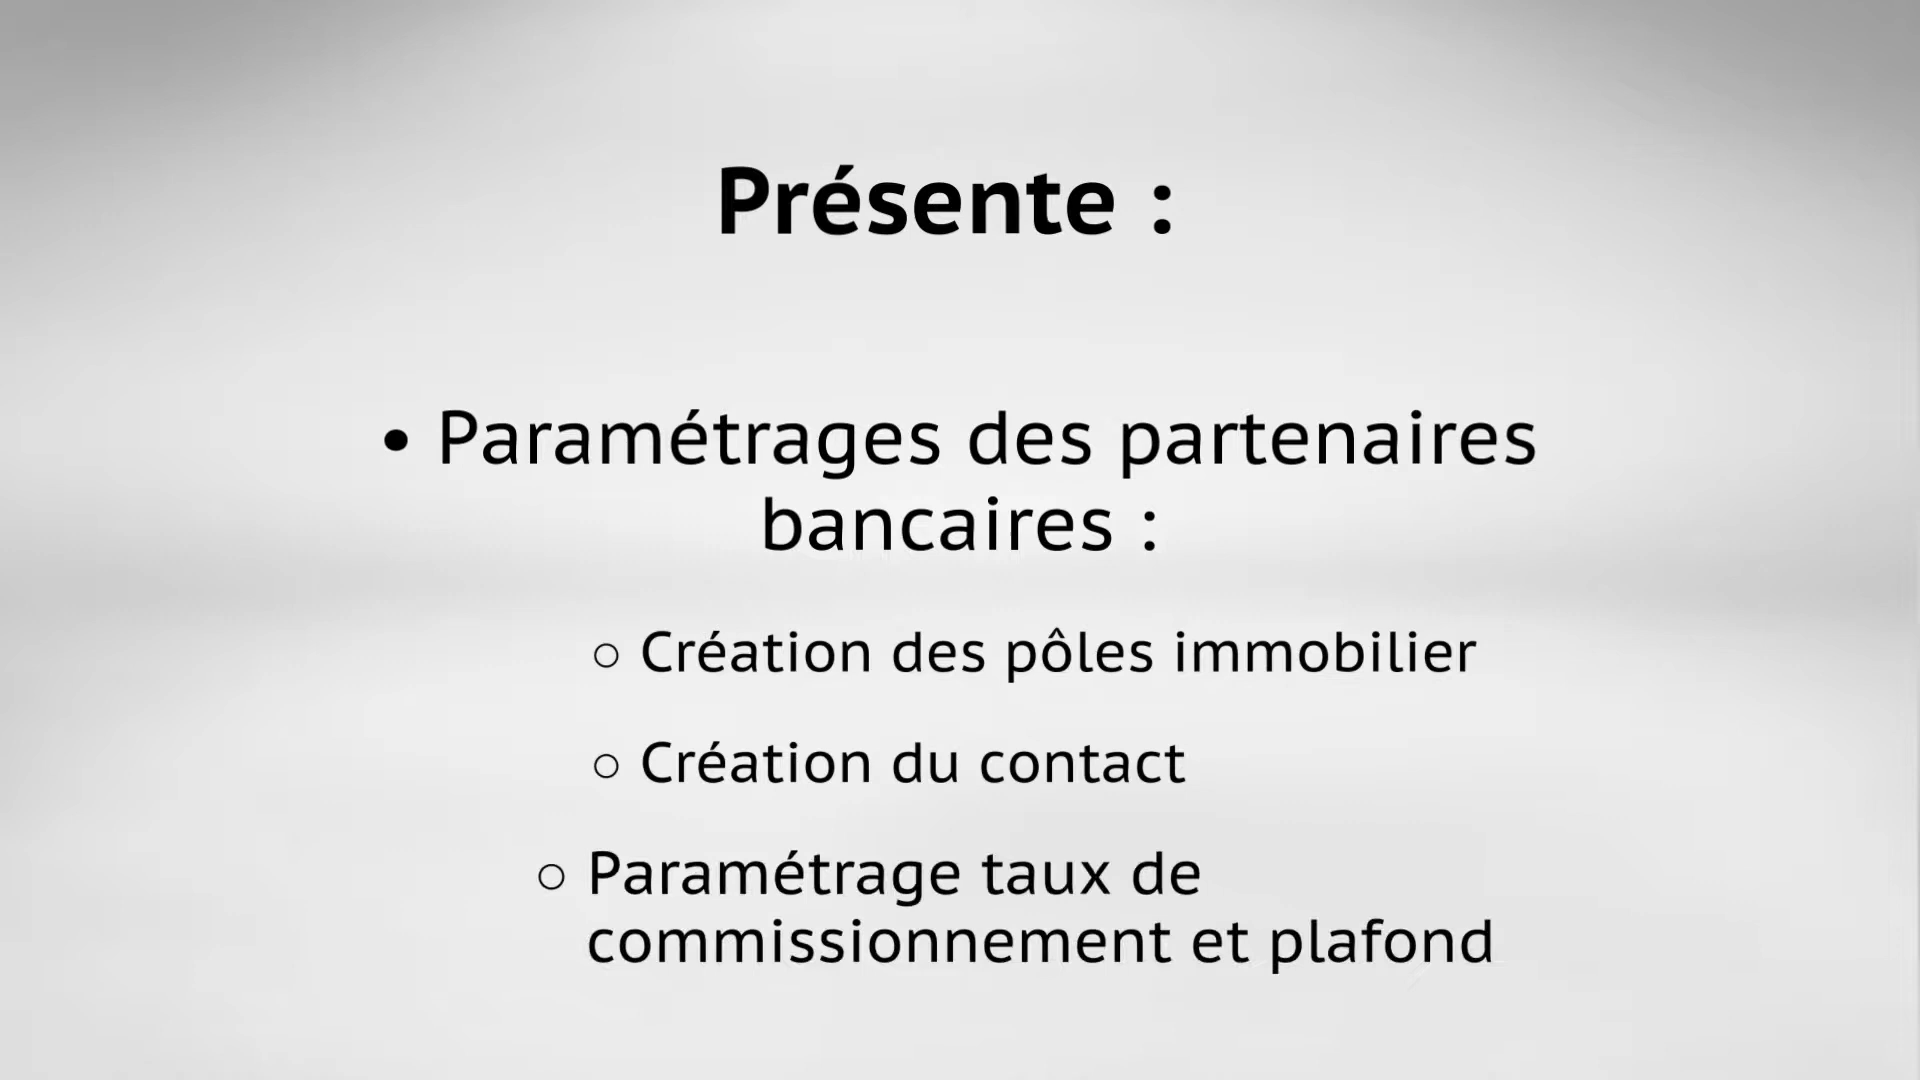 Présente :
• Paramétrages des partenaires
bancaires :
○ Création des pôles immobilier
○ Création du contact
○ Paramétrage taux de
commissionnement et plafond